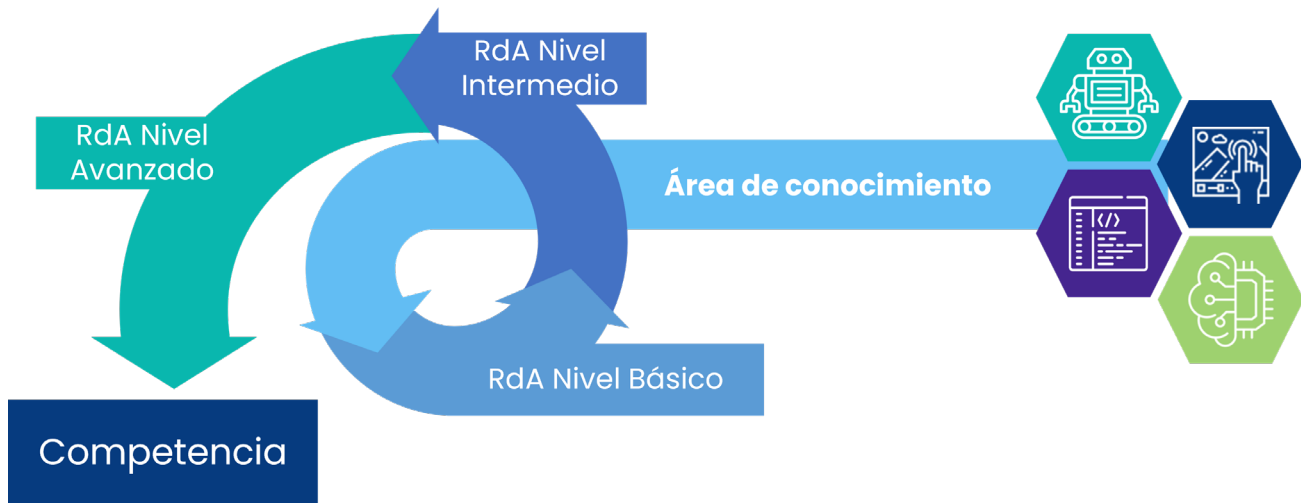 RdA Nivel
Intermedio
RdA Nivel
Avanzado
Área de conocimiento
</>
RdA Nivel Básico
Competencia